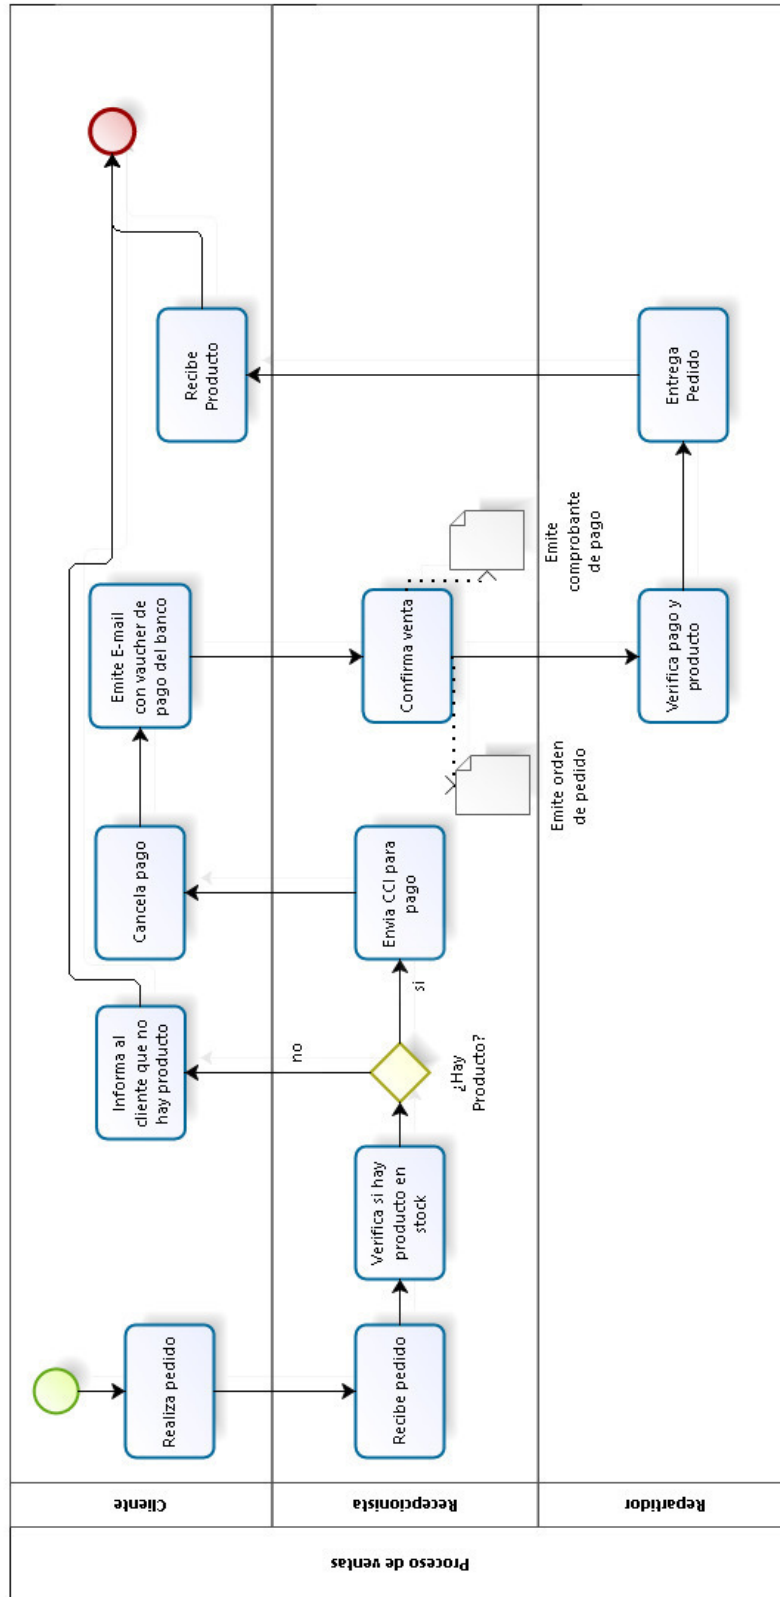 Proceso de ventas
Cliente
Realiza pedido
Informa al
cliente que no
hay producto
Cancela pago
Emite E-mail
con vaucher de
pago del banco
Recibe
Producto
Recepcionista
Recibe pedido
Verifica si hay
producto en
stock
¿Hay
Producto?
no
si
Envia CCI para
pago
Emite orden
de pedido
Confirma venta
Emite
comprobante
de pago
Repartidor
Verifica pago y
producto
Entrega
Pedido